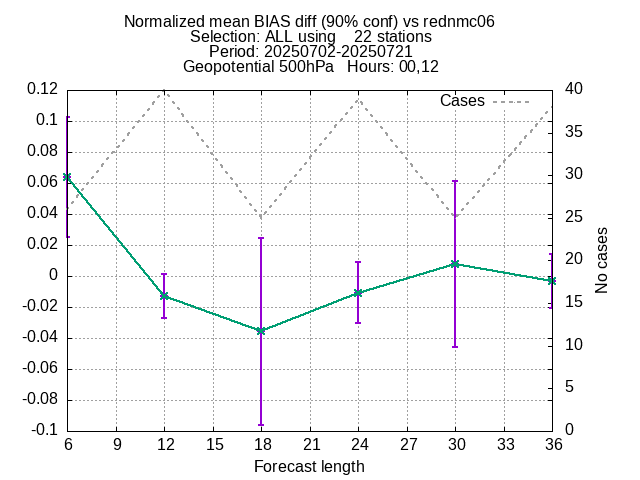 Normalized mean BIAS diff (90% conf) vs rednmc06
Selection: ALL using    22 stations
Period: 20250702-20250721
Geopotential 500hPa   Hours: 00,12
Cases
0.12
0.1
0.08
0.06
0.04
0.02
0
-0.02
-0.04
-0.06
-0.08
-0.1
40
35
30
25
20
15
10
5
0
No cases
6 9 12 15 18 21 24 27 30 33 36
Forecast length